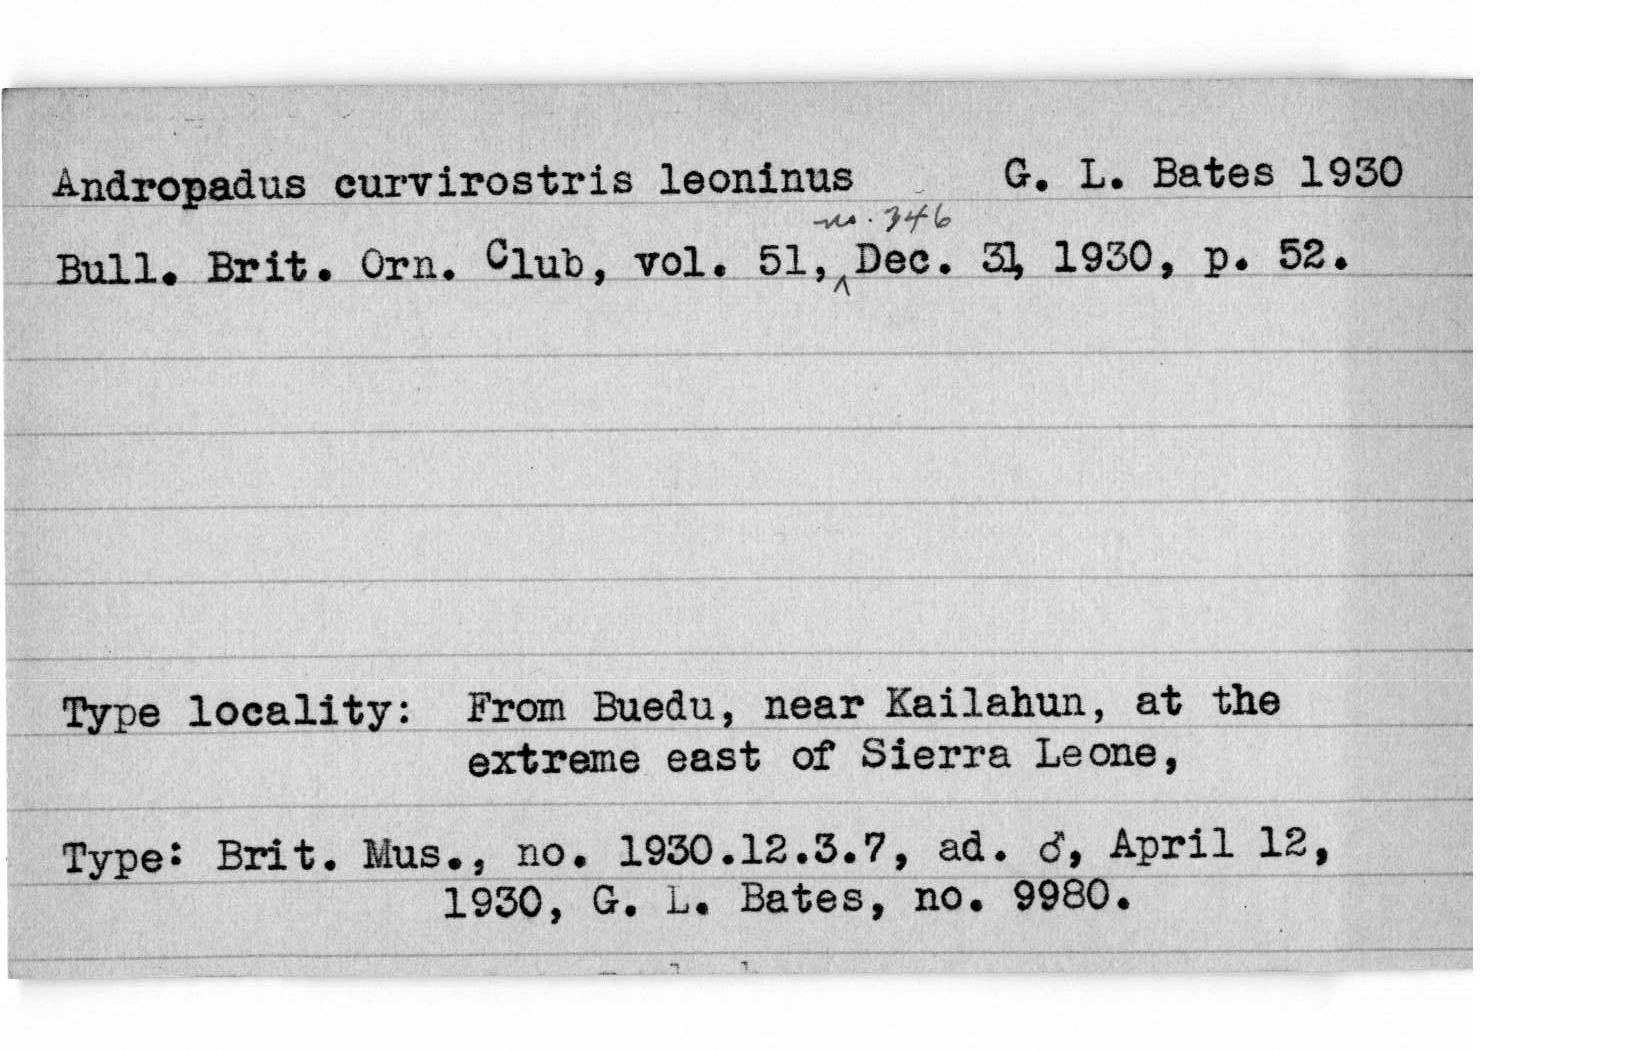 Andropadus curvirostris leoninus G. L. Bates 1930
no. 346
Bull. Brit. Orn. Club, vol. 51, ^ Dec. 31, 1930, p. 52.
Type locality: From Buedu, near Kailahun, at the
extreme east of Sierra Leone,
Type: Brit. Mus., no. 1930.12.3.7, ad. ♂, April 12,
1930, G. L. Bates, no. 9980.